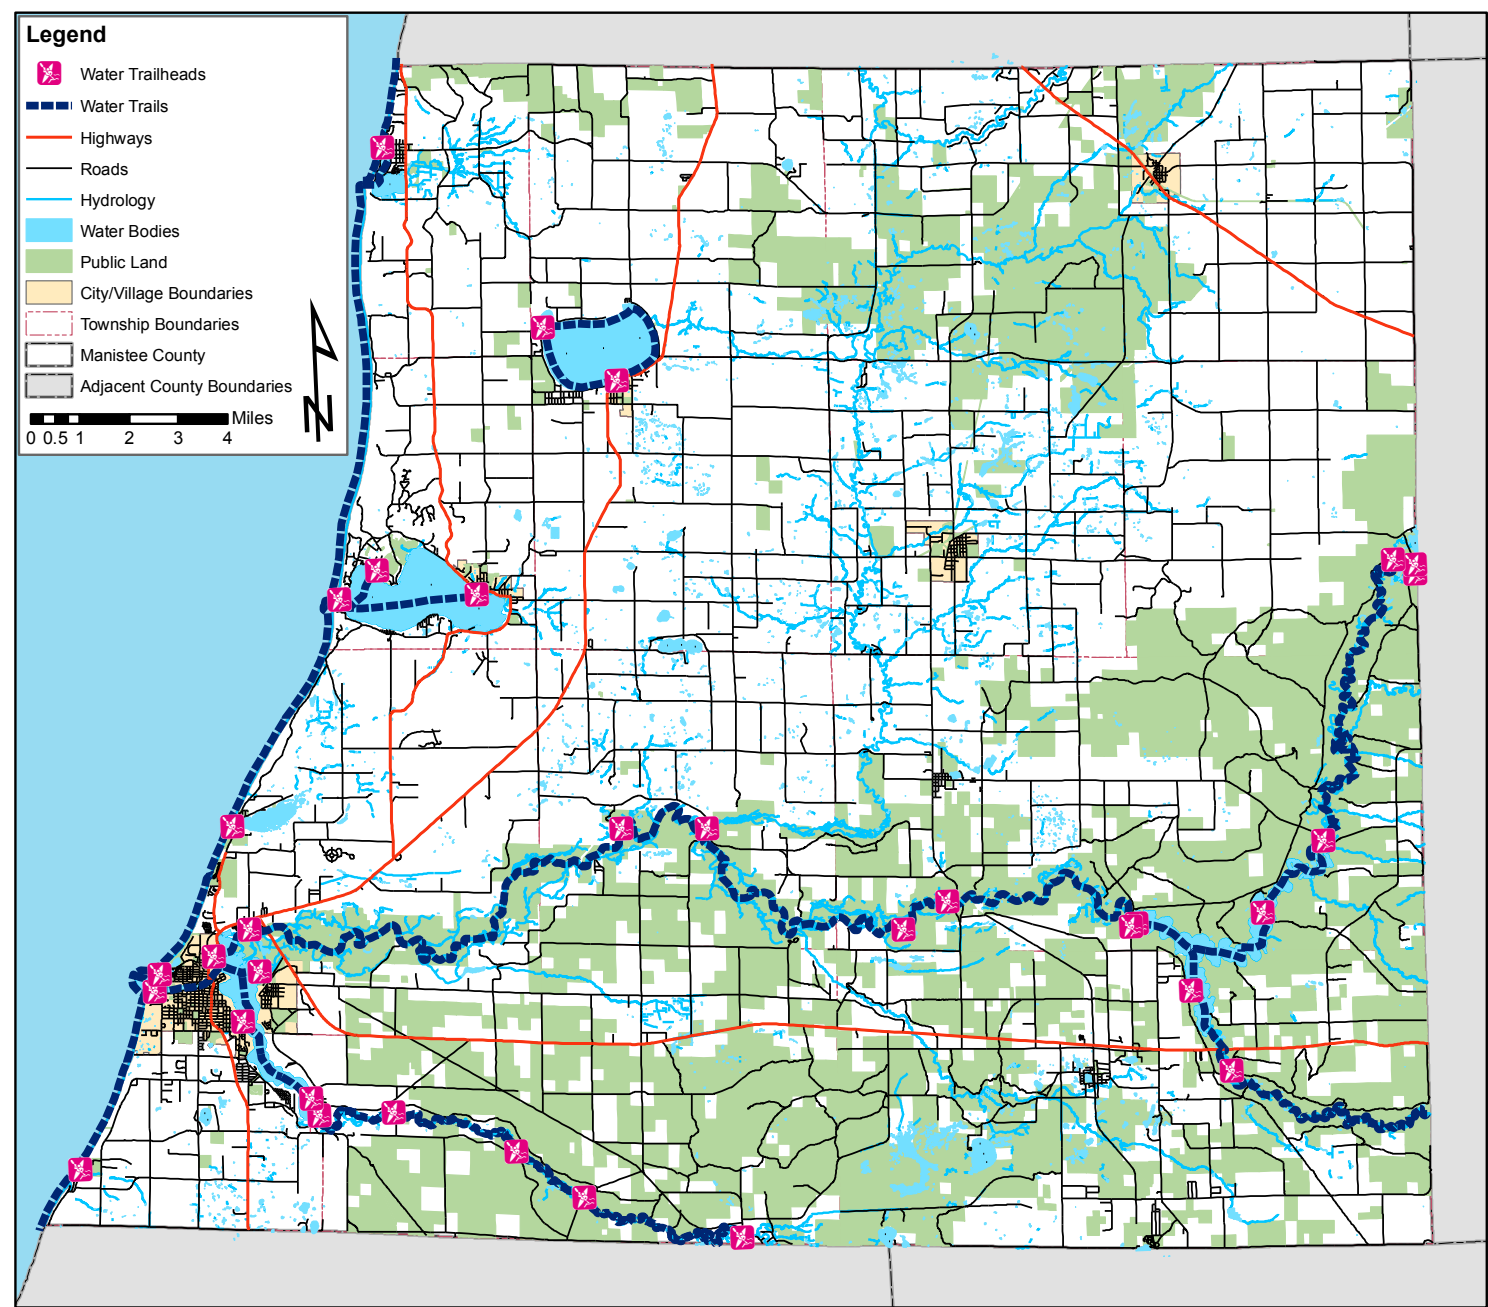 Legend
Water Trailheads
Water Trails
Highways
Roads
Hydrology
Water Bodies
Public Land
City/Village Boundaries
Township Boundaries
Manistee County
Adjacent County Boundaries
Miles
0 0.5 1 2 3 4
N